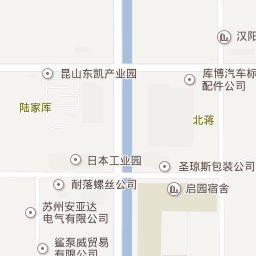 汉阳
昆山东凯产业园
库博汽车标
配件公司
陆家库
北蒋
日本工业园
圣琼斯包装公司
耐落螺丝公司
启园宿舍
苏州安亚达
电气有限公司
鲨泵威贸易
有限公司